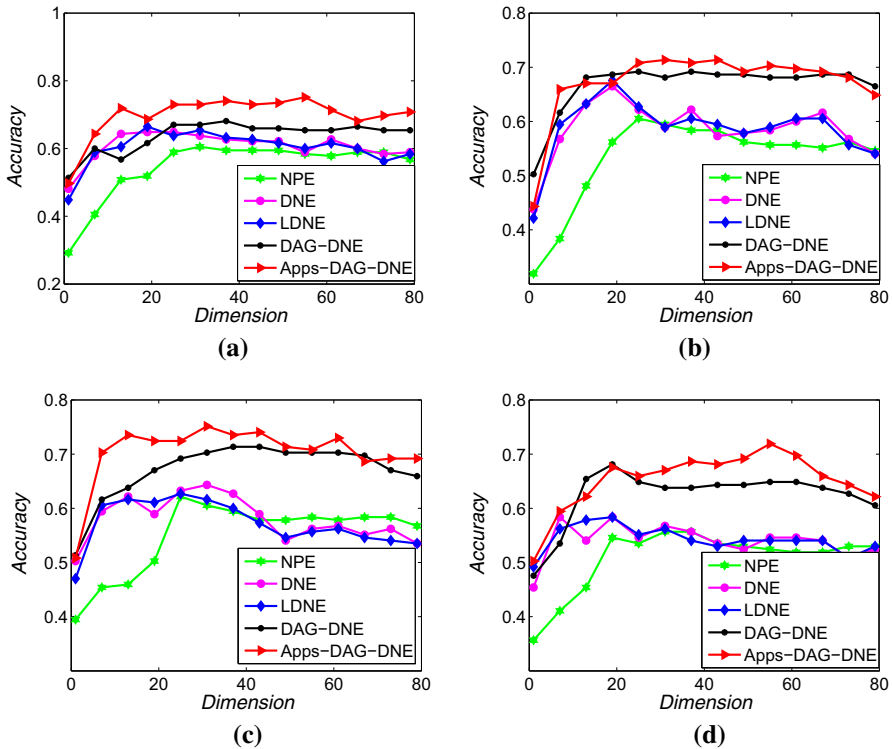 1
0.8
0.6
0.4
0.2
0
20
40
60
80
Accuracy
Dimension
NPE
DNE
LDNE
DAG-DNE
Apps-DAG-DNE
(a)
0.8
0.7
0.6
0.5
0.4
0
20
40
60
80
Accuracy
Dimension
NPE
DNE
LDNE
DAG-DNE
Apps-DAG-DNE
(b)
0.8
0.7
0.6
0.5
0.4
0
20
40
60
80
Accuracy
Dimension
NPE
DNE
LDNE
DAG-DNE
Apps-DAG-DNE
(c)
0.8
0.7
0.6
0.5
0.4
0
20
40
60
80
Accuracy
Dimension
NPE
DNE
LDNE
DAG-DNE
Apps-DAG-DNE
(d)